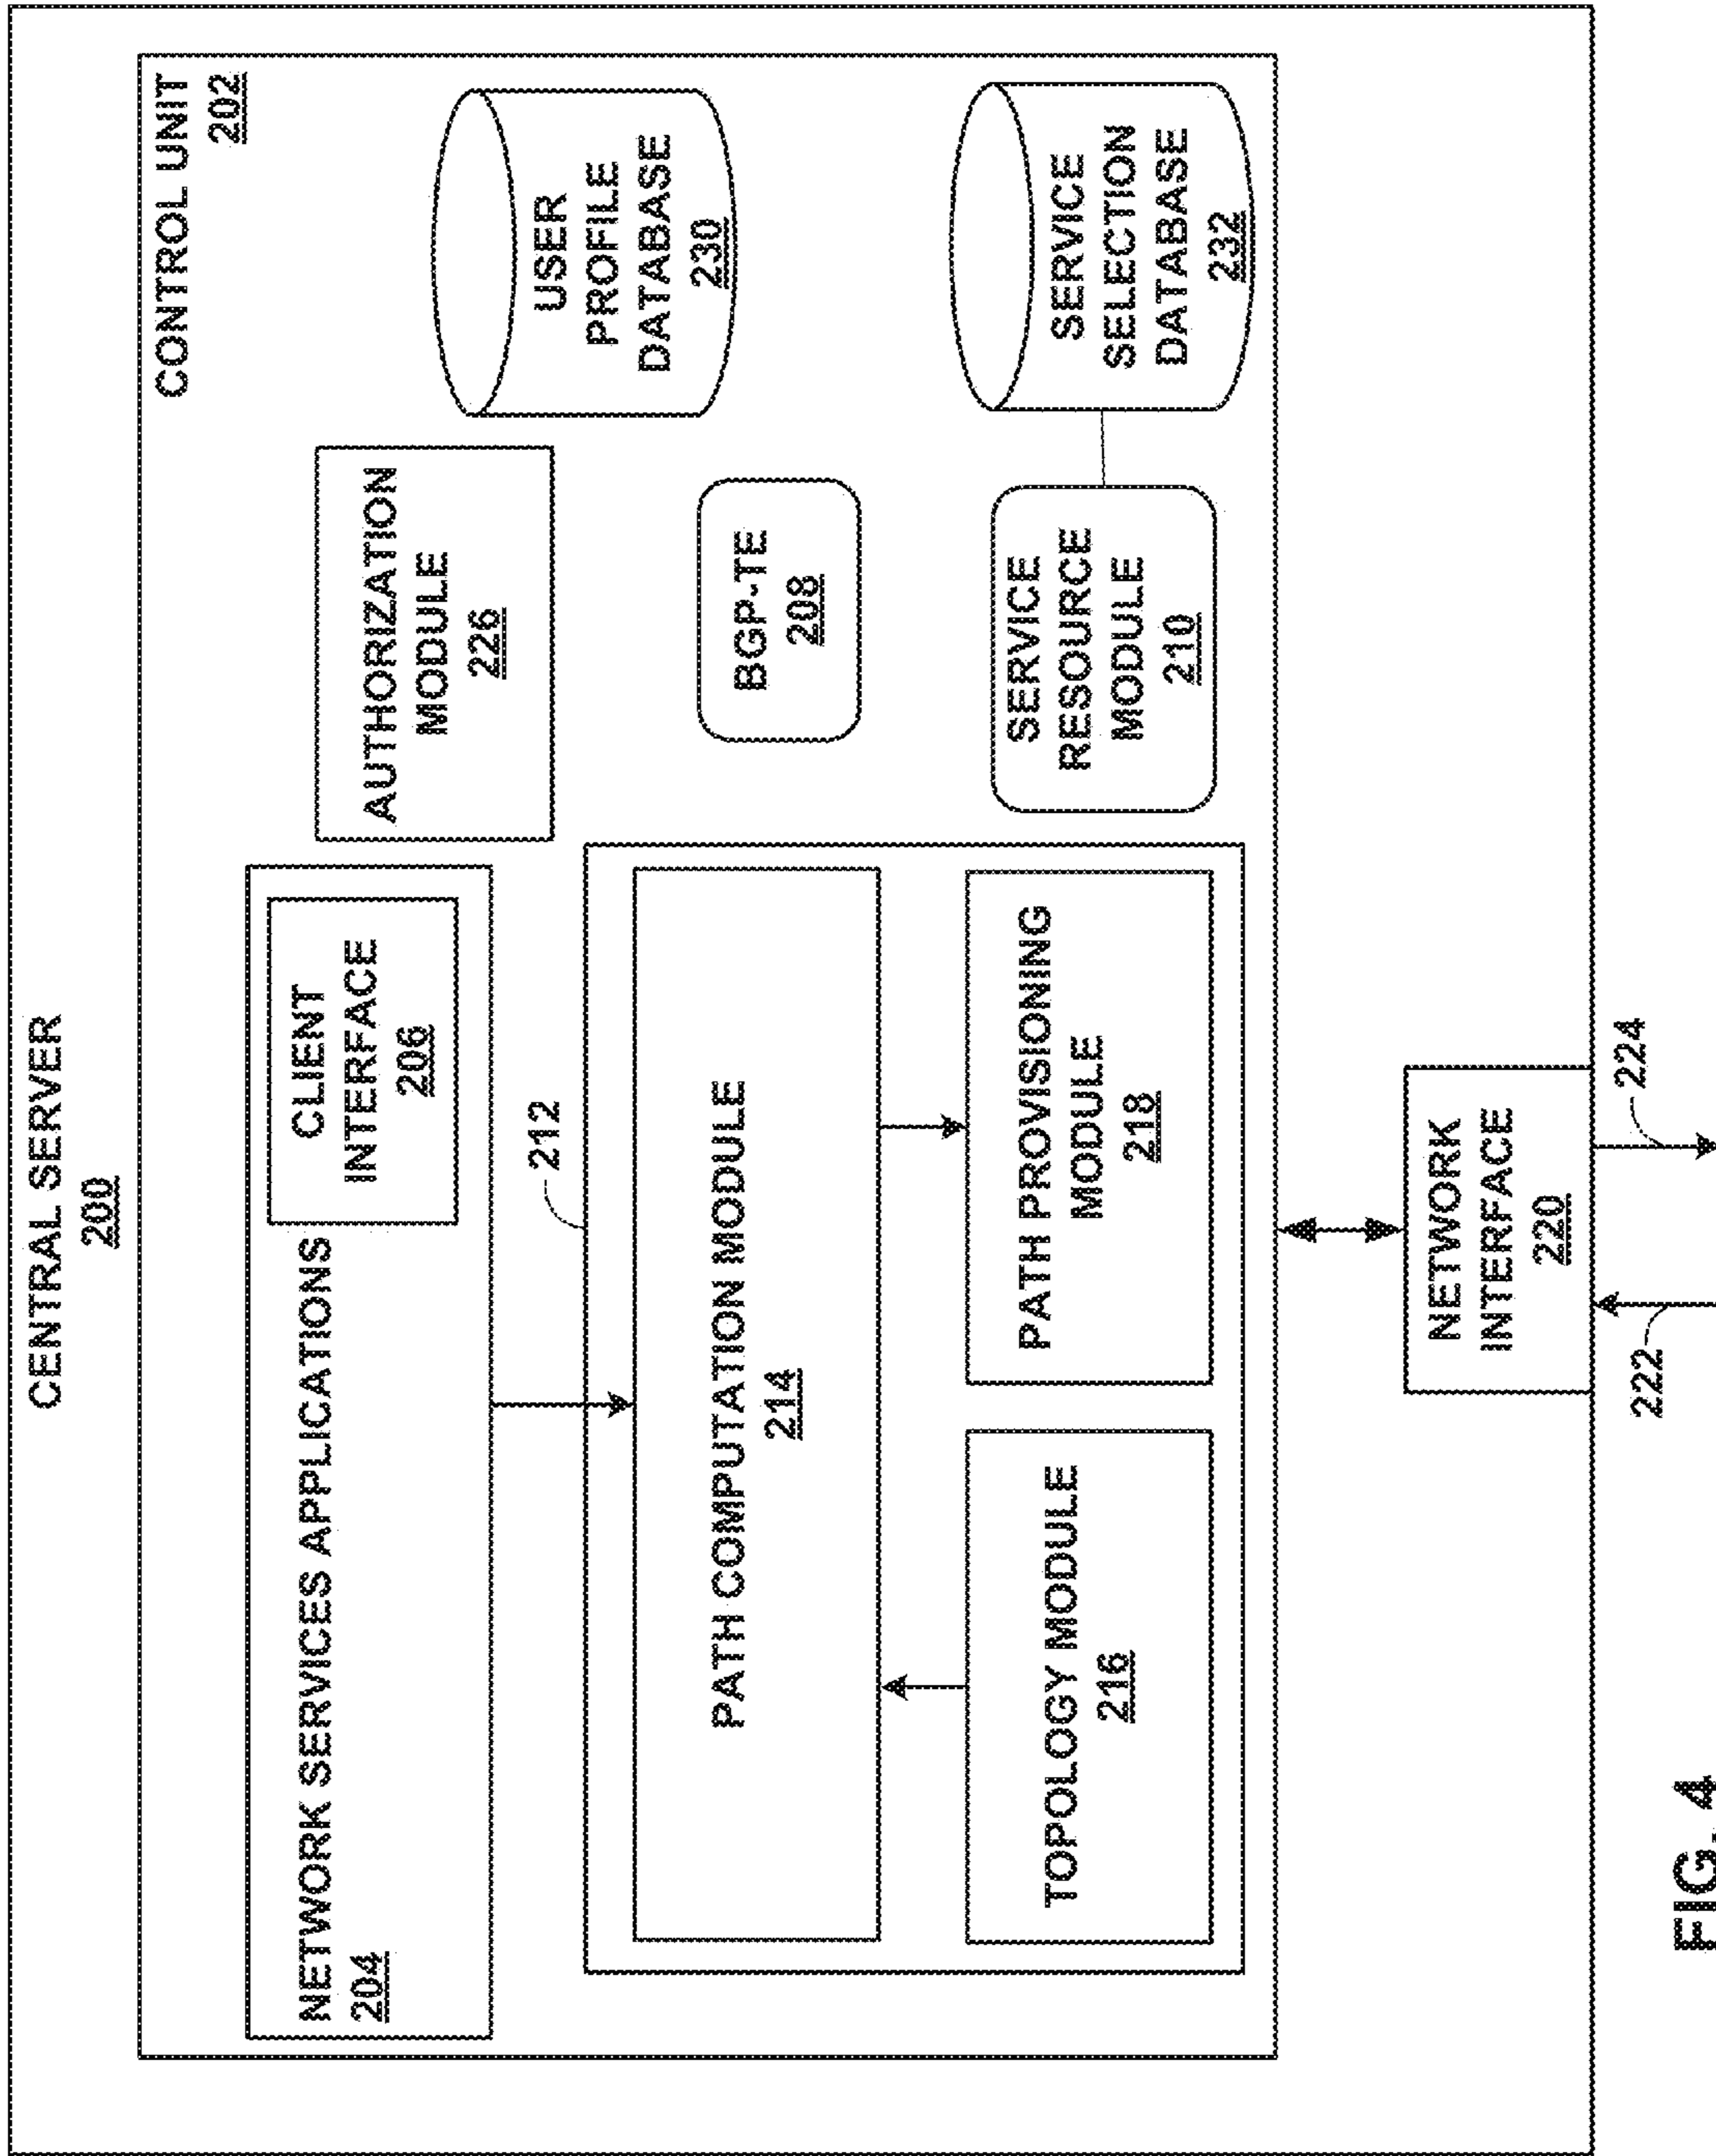 CENTRAL SERVER
200
CONTROL UNIT
202
NETWORK SERVICES APPLICATIONS
204
CLIENT
INTERFACE
206
AUTHORIZATION
MODULE
226
USER
PROFILE
DATABASE
230
212
PATH COMPUTATION MODULE
214
BGP-TE
208
TOPOLOGY MODULE
216
PATH PROVISIONING
MODULE
218
SERVICE
RESOURCE
MODULE
210
SERVICE
SELECTION
DATABASE
232
NETWORK
INTERFACE
220
222
224
FIG. 4